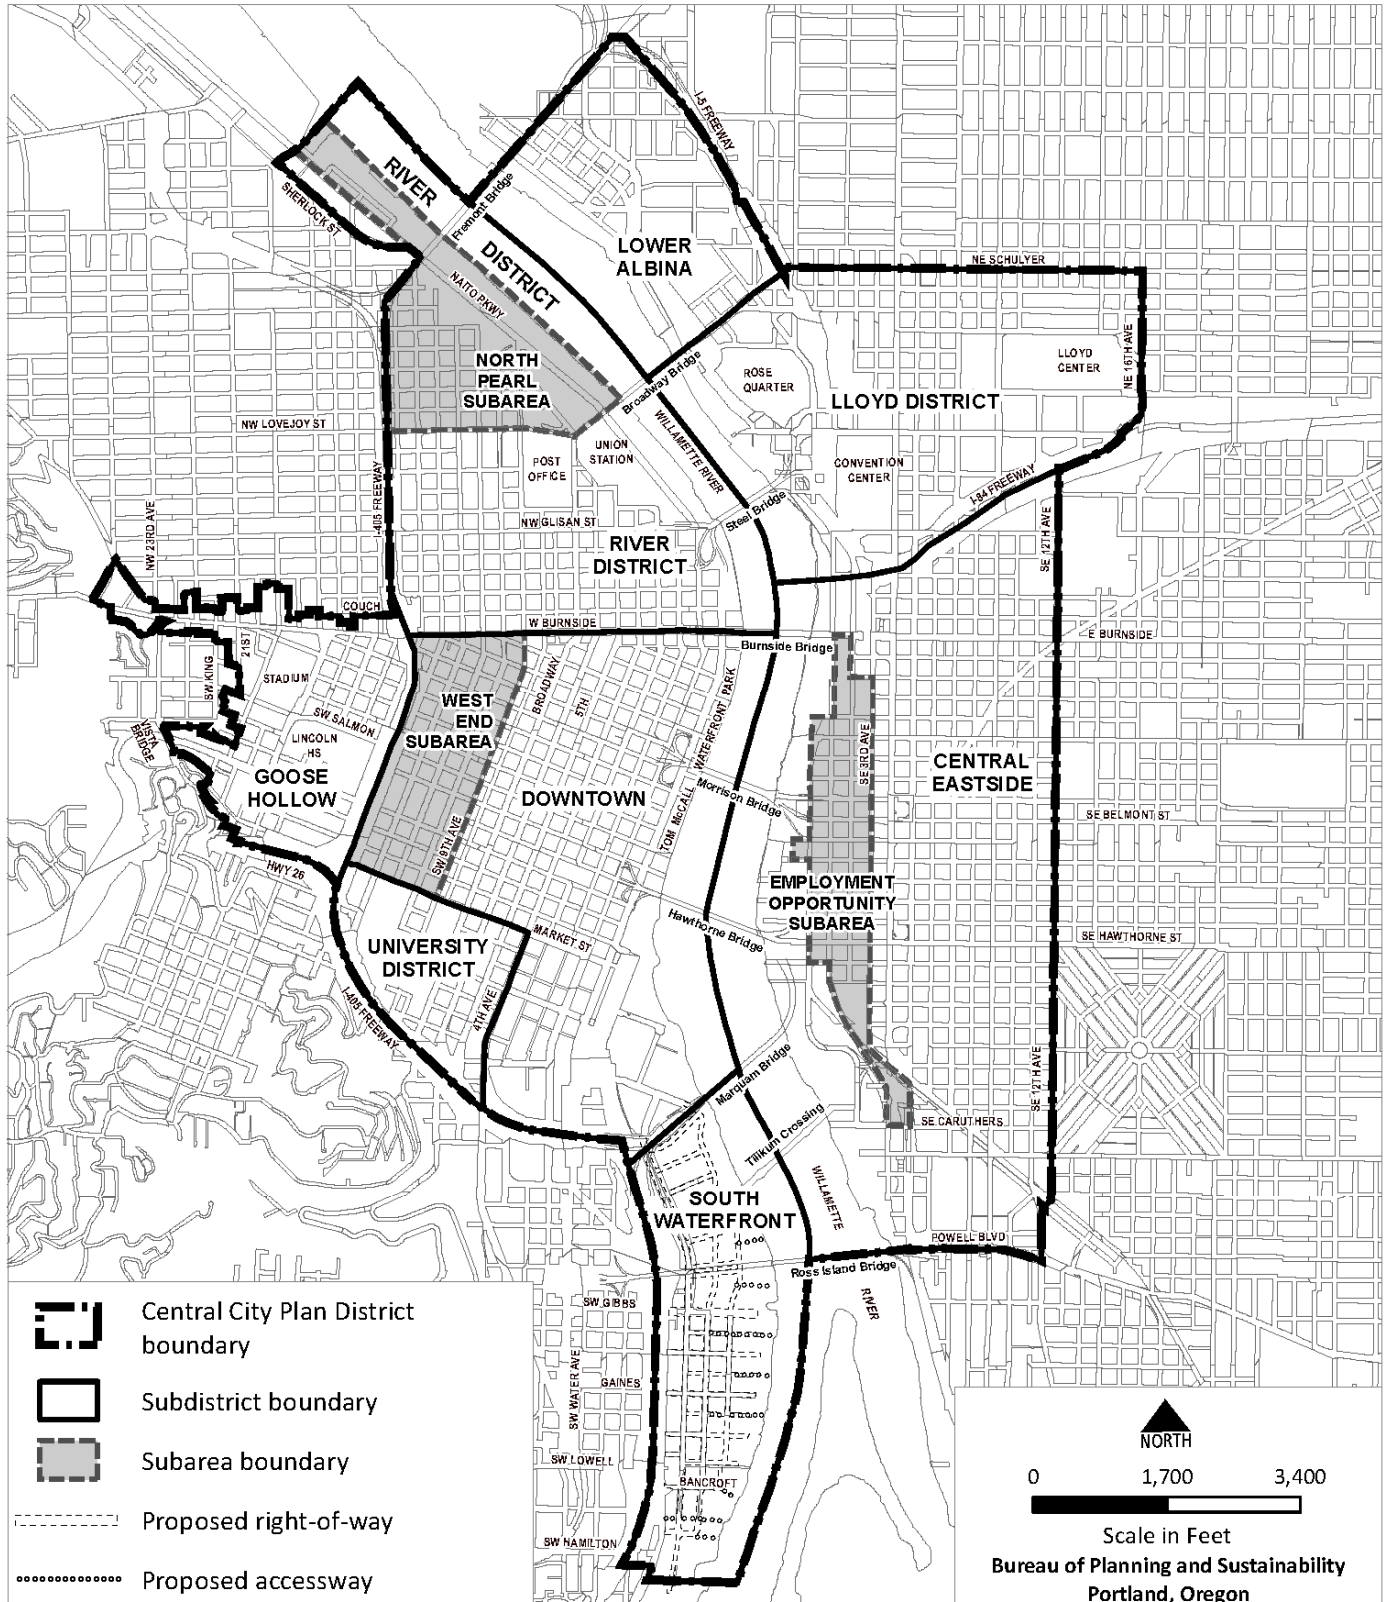 I-5 FREEWAY
RIVER
DISTRICT
SHERLOCK ST
Fremont Bridge
LOWER
ALBINA
NE SCHULYER
NAITO PKWY
NORTH
PEARL
SUBAREA
Broadway Bridge
ROSE
QUARTER
LLOYD
CENTER
NE 16TH AVE
LLOYD DISTRICT
NW LOVEJOY ST
UNION
STATION
WILLAMETTE RIVER
POST
OFFICE
CONVENTION
CENTER
I-84 FREEWAY
I-405 FREEWAY
NW 23RD AVE
NW GLISAN ST
Steel Bridge
SE 12TH AVE
RIVER
DISTRICT
COUCH
W BURNSIDE
E BURNSIDE
Burnside Bridge
21ST
SW KING
STADIUM
BROADWAY
5TH
WEST
END
SUBAREA
SW SALMON
VISTA
BRIDGE
LINCOLN
HS
GOOSE
HOLLOW
DOWNTOWN
TOM McCALL WATERFRONT PARK
Morrison Bridge
SE 3RD AVE
CENTRAL
EASTSIDE
SE BELMONT ST
SW 9TH AVE
HWY 26
EMPLOYMENT
OPPORTUNITY
SUBAREA
Hawthorne Bridge
SE HAWTHORNE ST
MARKET ST
UNIVERSITY
DISTRICT
4TH AVE
I-405 FREEWAY
Marquam Bridge
SE 12TH AVE
SE CARUTHERS
Tilikum Crossing
SOUTH
WATERFRONT
WILLAMETTE
RIVER
POWELL BLVD
Ross Island Bridge
SW GIBBS
SW WATER AVE
GAINES
SW LOWELL
BANCROFT
SW HAMILTON
Central City Plan District
boundary
Subdistrict boundary
Subarea boundary
Proposed right-of-way
Proposed accessway
NORTH
0 1,700 3,400
Scale in Feet
Bureau of Planning and Sustainability
Portland, Oregon